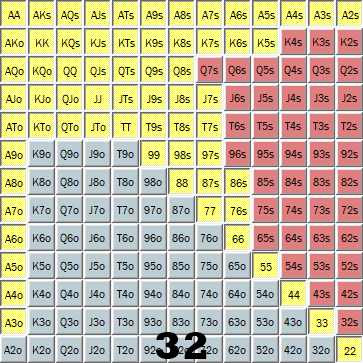 AA AKs AQs AJs ATs A9s A8s A7s A6s A5s A4s A3s A2s
AKo KK KQs KJs KTs K9s K8s K7s K6s K5s K4s K3s K2s
AQo KQo QQ QJs QTs Q9s Q8s Q7s Q6s Q5s Q4s Q3s Q2s
AJo KJo QJo JJ JTs J9s J8s J7s J6s J5s J4s J3s J2s
ATo KTo QTo JTo TT T9s T8s T7s T6s T5s T4s T3s T2s
A9o K9o Q9o J9o T9o 99 98s 97s 96s 95s 94s 93s 92s
A8o K8o Q8o J8o T8o 98o 88 87s 86s 85s 84s 83s 82s
A7o K7o Q7o J7o T7o 97o 87o 77 76s 75s 74s 73s 72s
A6o K6o Q6o J6o T6o 96o 86o 76o 66 65s 64s 63s 62s
A5o K5o Q5o J5o T5o 95o 85o 75o 65o 55 54s 53s 52s
A4o K4o Q4o J4o T4o 94o 84o 74o 64o 54o 44 43s 42s
A3o K3o Q3o J3o T3o 93o 83o 73o 63o 53o 43o 33 32s
A2o K2o Q2o J2o T2o 92o 82o 72o 62o 52o 42o 32o 22
32